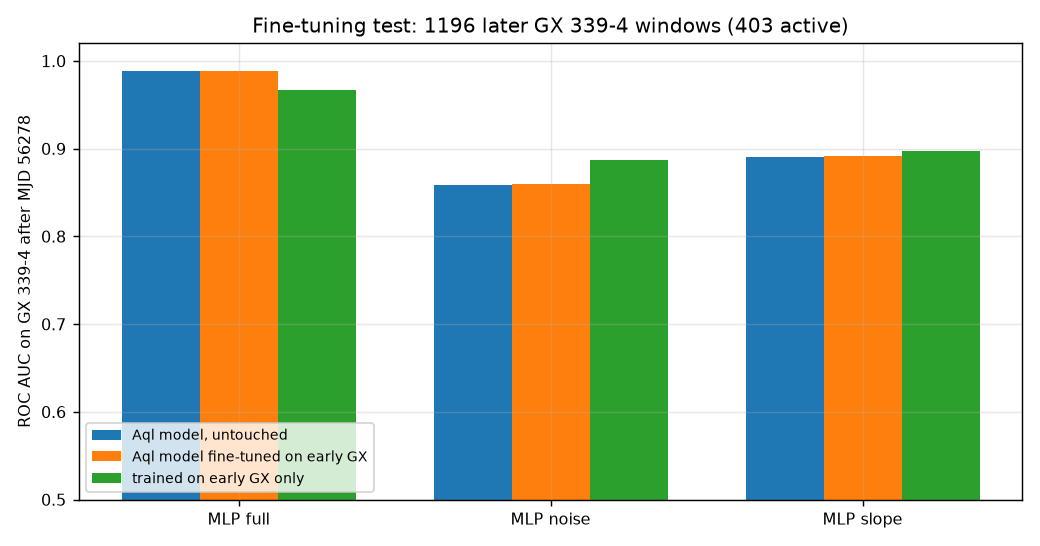 Fine-tuning test: 1196 later GX 339-4 windows (403 active)
ROC AUC on GX 339-4 after MJD 56278
1.0
0.9
0.8
0.7
0.6
0.5
Aql model, untouched
Aql model fine-tuned on early GX
trained on early GX only
MLP full
MLP noise
MLP slope